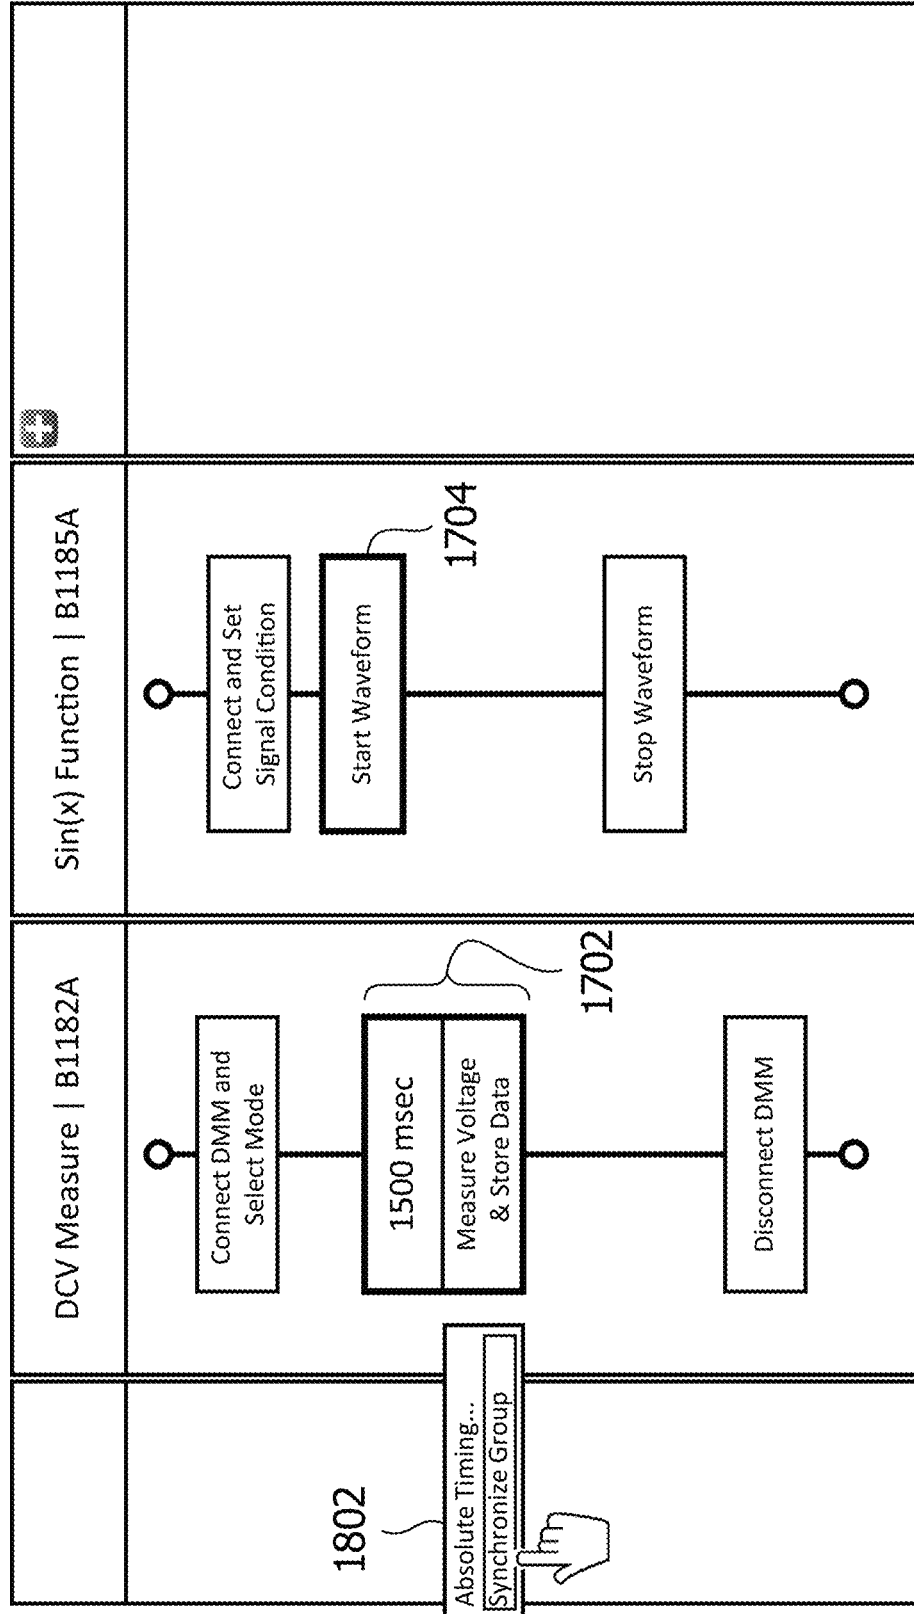 DCV Measure | B1182A
Sin(x) Function | B1185A
Connect DMM and
Select Mode
1500 msec
Measure Voltage
& Store Data
1702
Disconnect DMM
Connect and Set
Signal Condition
Start Waveform
1704
Stop Waveform
1802
Absolute Timing...
Synchronize Group